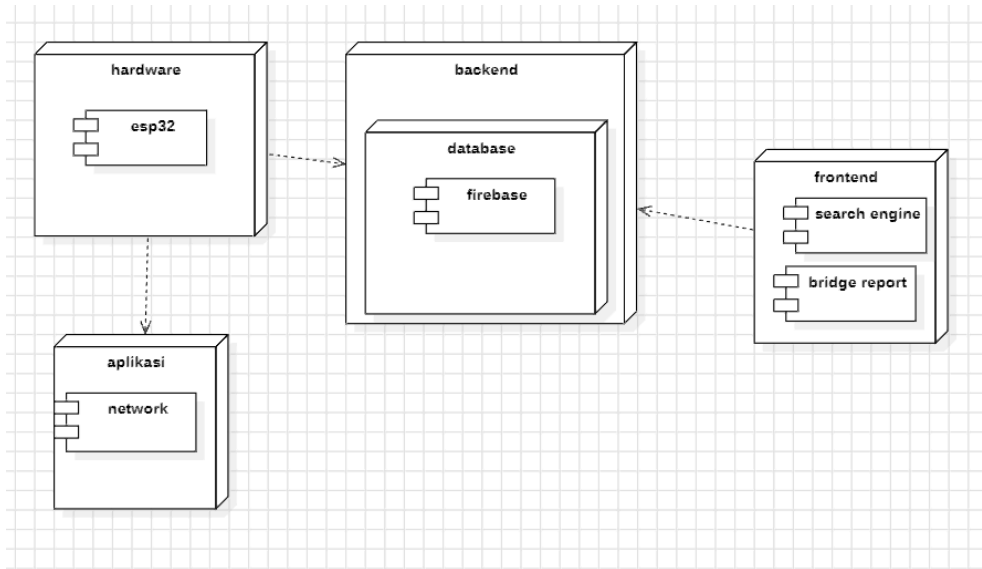 hardware
esp32
backend
database
firebase
frontend
search engine
bridge report
aplikasi
network